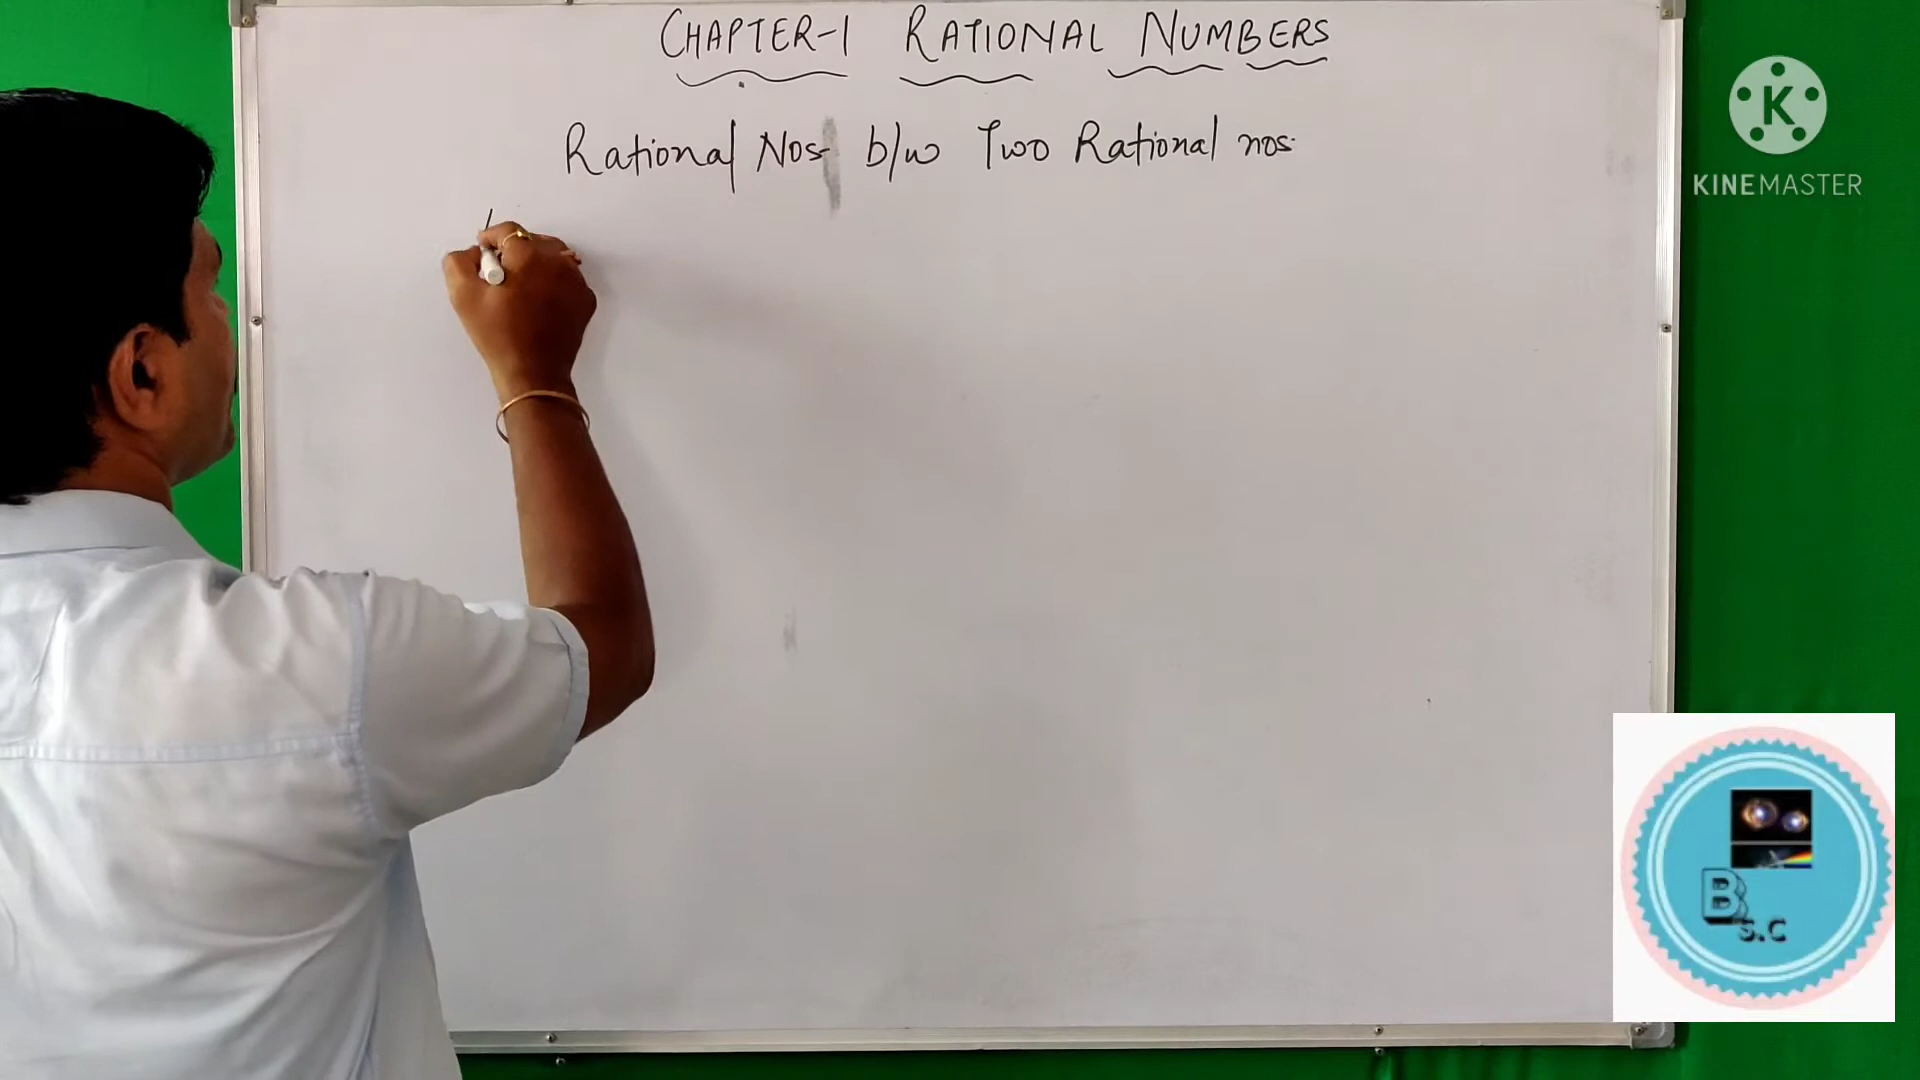 CHAPTER-1 RATIONAL NUMBERS
Rational Nos b/w Two Rational nos.
K
KINEMASTER
B
S.C